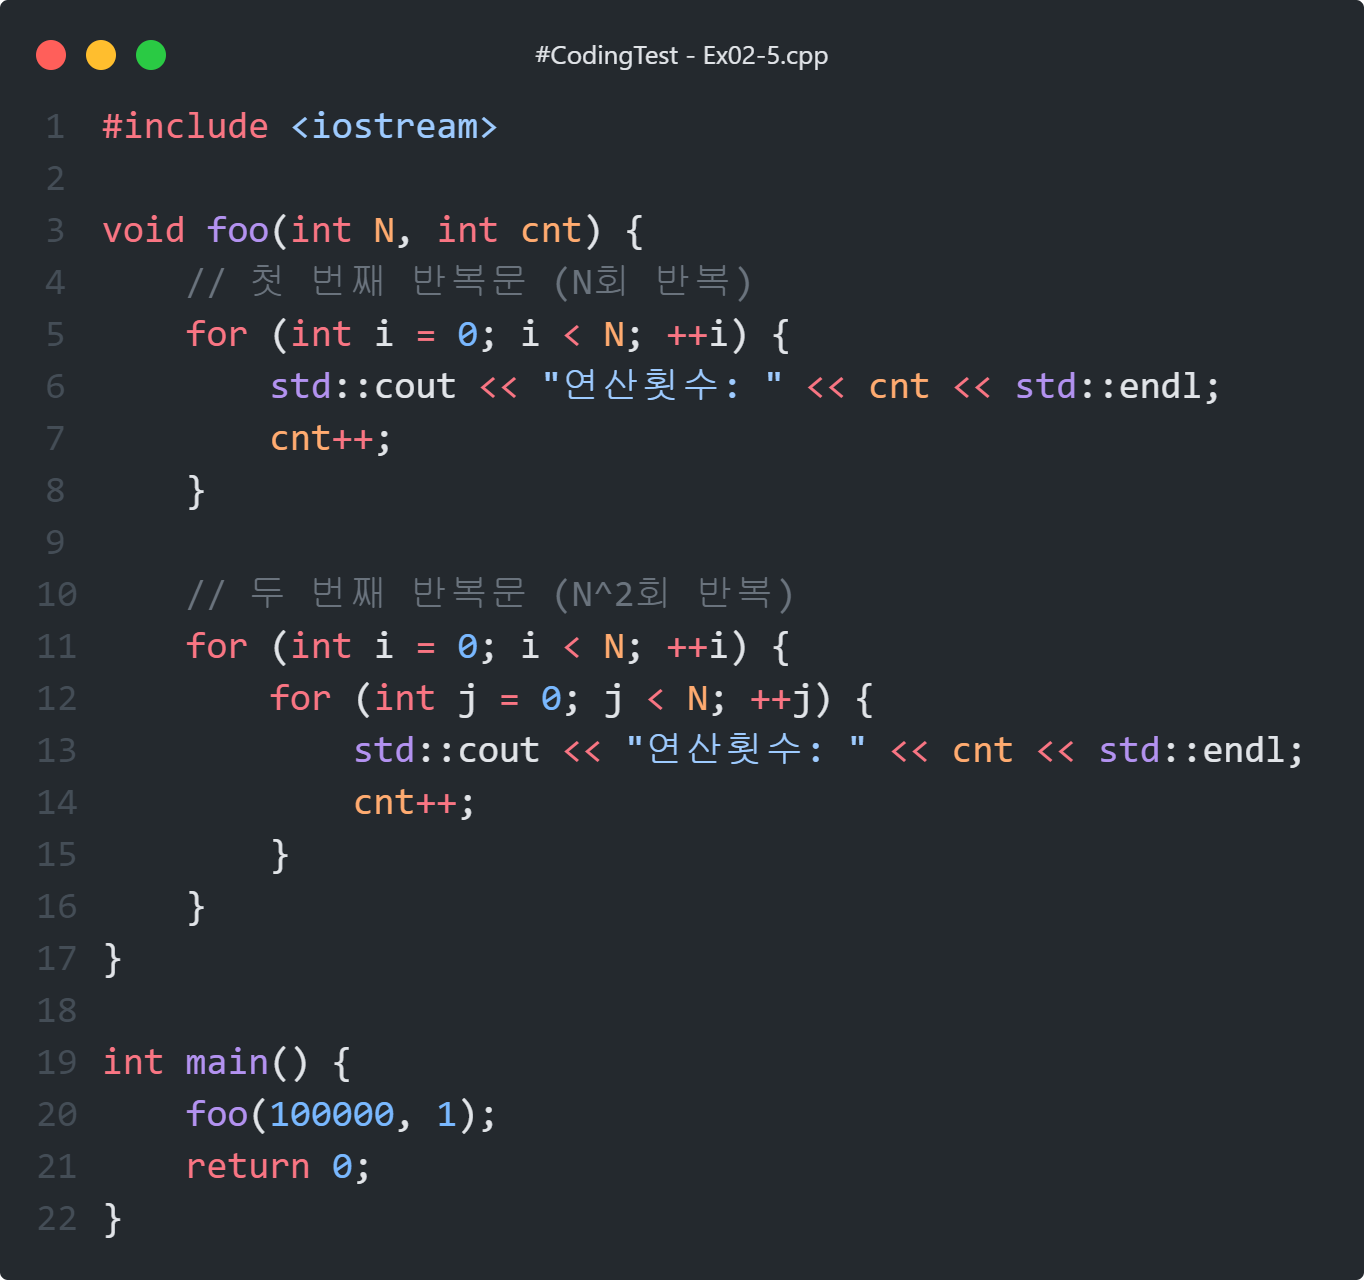 #CodingTest - Ex02-5.cpp
1 #include <iostream>
2
3 void foo(int N, int cnt) {
4     // 첫 번째 반복문 (N회 반복)
5     for (int i = 0; i < N; ++i) {
6         std::cout << "연산횟수: " << cnt << std::endl;
7         cnt++;
8     }
9
10     // 두 번째 반복문 (N^2회 반복)
11     for (int i = 0; i < N; ++i) {
12         for (int j = 0; j < N; ++j) {
13             std::cout << "연산횟수: " << cnt << std::endl;
14             cnt++;
15         }
16     }
17 }
18
19 int main() {
20     foo(100000, 1);
21     return 0;
22 }